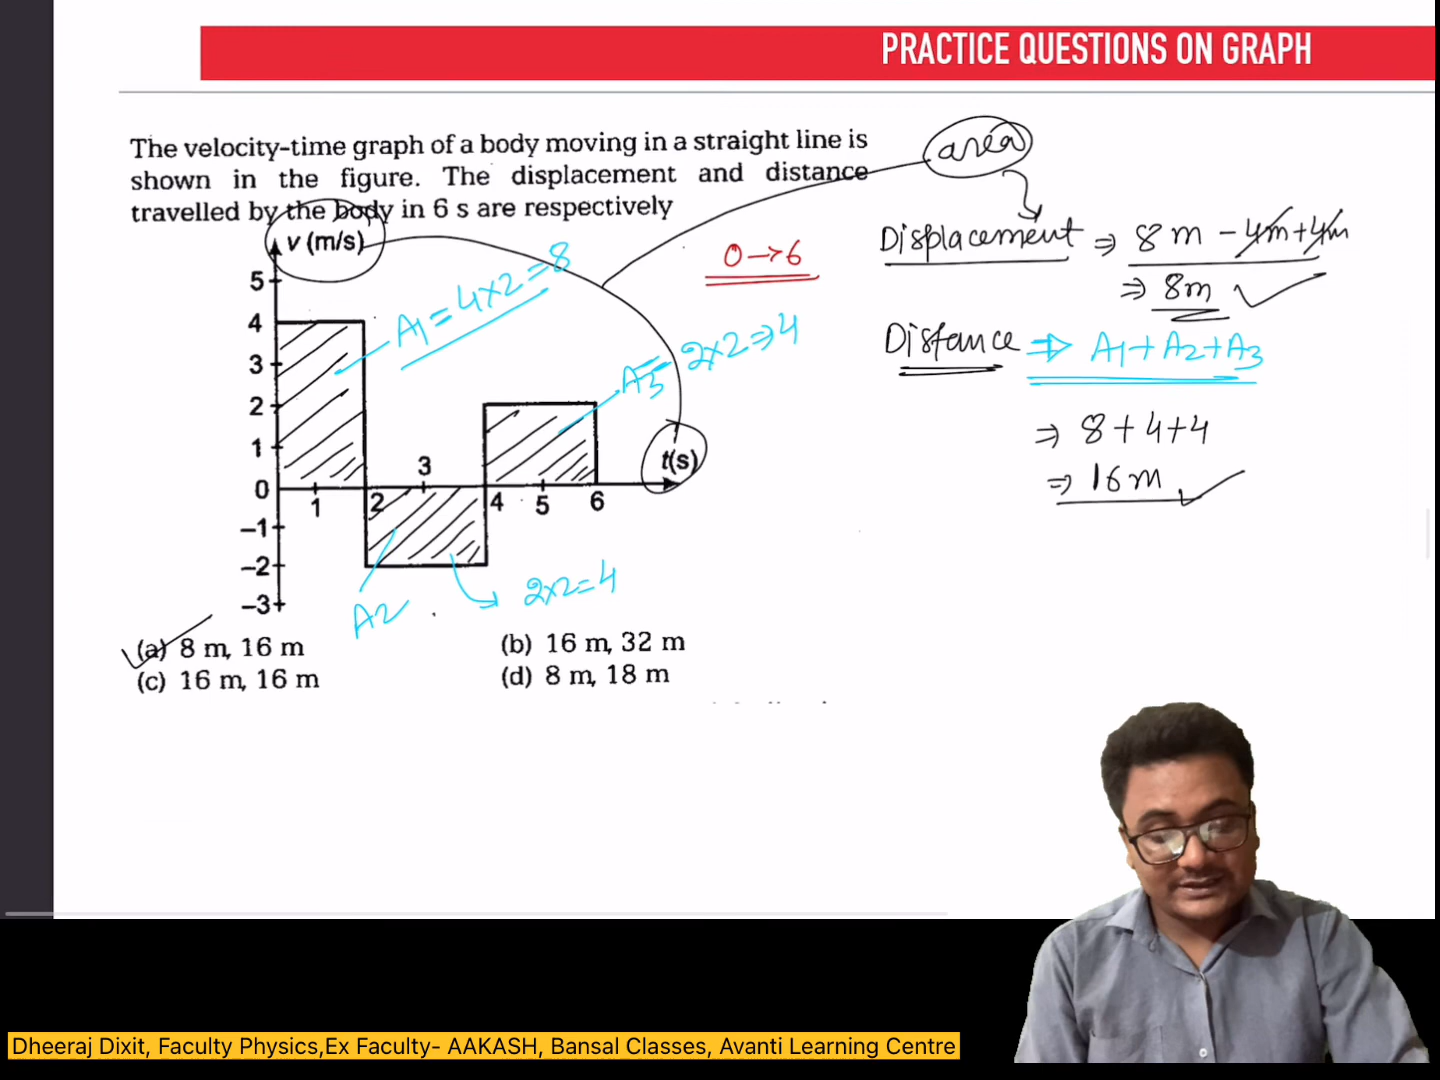 PRACTICE QUESTIONS ON GRAPH
The velocity-time graph of a body moving in a straight line is
shown in the figure. The displacement and distance
travelled by the body in 6 s are respectively
area
v (m/s)
0→6
Displacement ⇒ 8 m - 4m + 4m
⇒ 8m
Distance ⇒ A1 + A2 + A3
⇒ 8 + 4 + 4
⇒ 16 m
A1 = 4×2 = 8
A3 = 2×2 ⇒ 4
5
4
3
2
1
0
-1
-2
-3
1
2
3
4
5
6
t(s)
A2
2×2=4
(a) 8 m, 16 m
(b) 16 m, 32 m
(c) 16 m, 16 m
(d) 8 m, 18 m
Dheeraj Dixit, Faculty Physics,Ex Faculty- AAKASH, Bansal Classes, Avanti Learning Centre